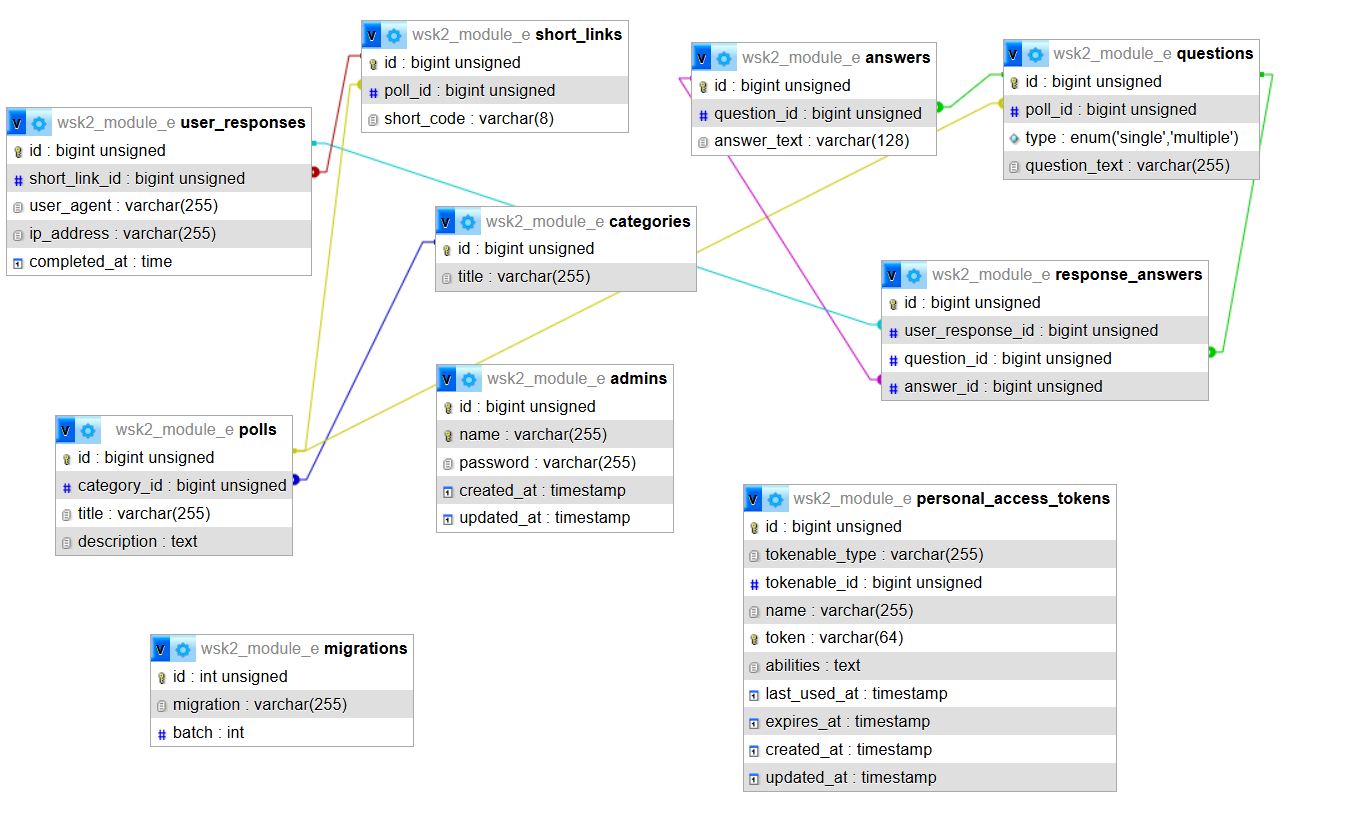 V wsk2_module_e short_links
id : bigint unsigned
poll_id : bigint unsigned
short_code : varchar(8)
V wsk2_module_e answers
id : bigint unsigned
question_id : bigint unsigned
answer_text : varchar(128)
V wsk2_module_e questions
id : bigint unsigned
poll_id : bigint unsigned
type : enum('single','multiple')
question_text : varchar(255)
V wsk2_module_e user_responses
id : bigint unsigned
short_link_id : bigint unsigned
user_agent : varchar(255)
ip_address : varchar(255)
completed_at : time
V wsk2_module_e categories
id : bigint unsigned
title : varchar(255)
V wsk2_module_e response_answers
id : bigint unsigned
user_response_id : bigint unsigned
question_id : bigint unsigned
answer_id : bigint unsigned
V wsk2_module_e admins
id : bigint unsigned
name : varchar(255)
password : varchar(255)
created_at : timestamp
updated_at : timestamp
V wsk2_module_e polls
id : bigint unsigned
category_id : bigint unsigned
title : varchar(255)
description : text
V wsk2_module_e personal_access_tokens
id : bigint unsigned
tokenable_type : varchar(255)
tokenable_id : bigint unsigned
name : varchar(255)
token : varchar(64)
abilities : text
last_used_at : timestamp
expires_at : timestamp
created_at : timestamp
updated_at : timestamp
V wsk2_module_e migrations
id : int unsigned
migration : varchar(255)
batch : int